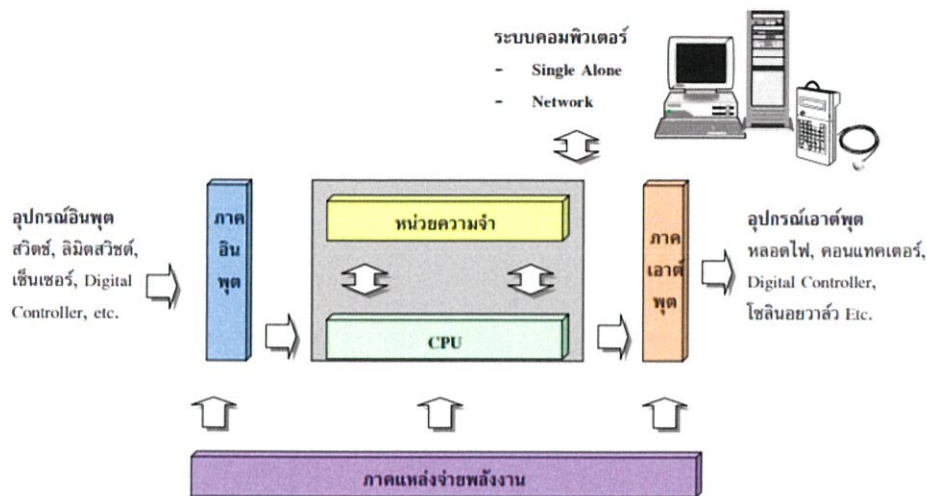 ระบบคอมพิวเตอร์
- Single Alone
- Network
อุปกรณ์อินพุต
สวิตช์, ลิมิตสวิชต์,
เซ็นเซอร์, Digital
Controller, etc.
ภาค
อิน
พุต
หน่วยความจำ
CPU
ภาค
เอาต์
พุต
อุปกรณ์เอาต์พุต
หลอดไฟ, คอนแทคเตอร์,
Digital Controller,
โซลินอยวาล์ว Etc.
ภาคแหล่งจ่ายพลังงาน